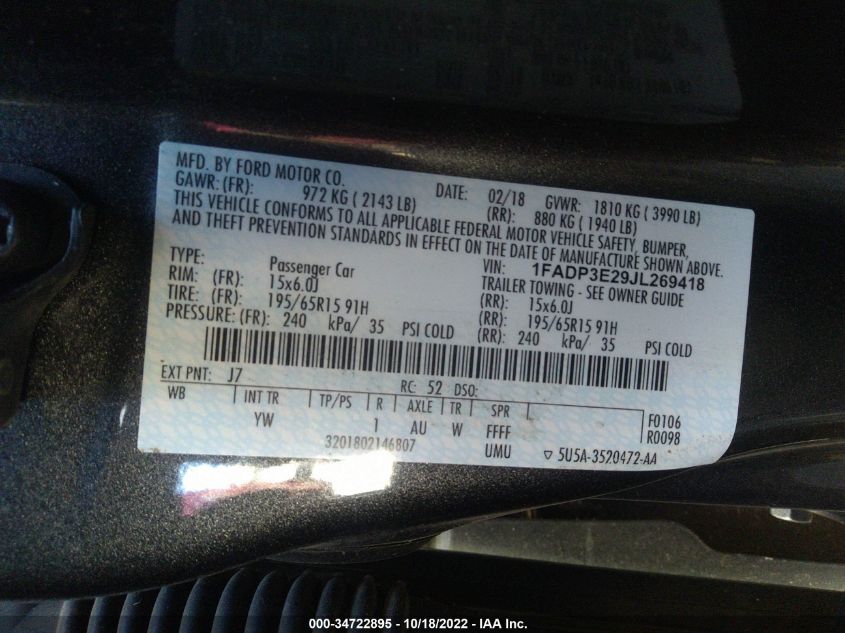 MFD. BY FORD MOTOR CO.
DATE: 02/18 GVWR: 1810 KG ( 3990 LB)
GAWR: (FR): 972 KG ( 2143 LB) (RR): 880 KG ( 1940 LB)
THIS VEHICLE CONFORMS TO ALL APPLICABLE FEDERAL MOTOR VEHICLE SAFETY, BUMPER,
AND THEFT PREVENTION STANDARDS IN EFFECT ON THE DATE OF MANUFACTURE SHOWN ABOVE.
VIN: 1FADP3E29JL269418
TYPE: Passenger Car TRAILER TOWING - SEE OWNER GUIDE
RIM: (FR): 15x6.0J (RR): 15x6.0J
TIRE: (FR): 195/65R15 91H (RR): 195/65R15 91H
PRESSURE: (FR): 240 kPa/ 35 PSI COLD (RR): 240 kPa/ 35 PSI COLD
EXT PNT: J7 RC: 52 DSO:
WB INT TR TP/PS R AXLE TR SPR F0106
YW 1 AU W FFFF R0098
3201802146807 UMU ▽ 5U5A-3520472-AA
000-34722895 - 10/18/2022 - IAA Inc.